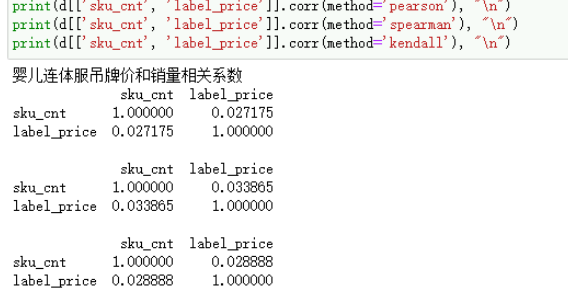 print(d[['sku_cnt', 'label_price']].corr(method='pearson'), "\n")
print(d[['sku_cnt', 'label_price']].corr(method='spearman'), "\n")
print(d[['sku_cnt', 'label_price']].corr(method='kendall'), "\n")
婴儿连体服吊牌价和销量相关系数
sku_cnt label_price
sku_cnt 1.000000 0.027175
label_price 0.027175 1.000000
sku_cnt label_price
sku_cnt 1.000000 0.033865
label_price 0.033865 1.000000
sku_cnt label_price
sku_cnt 1.000000 0.028888
label_price 0.028888 1.000000